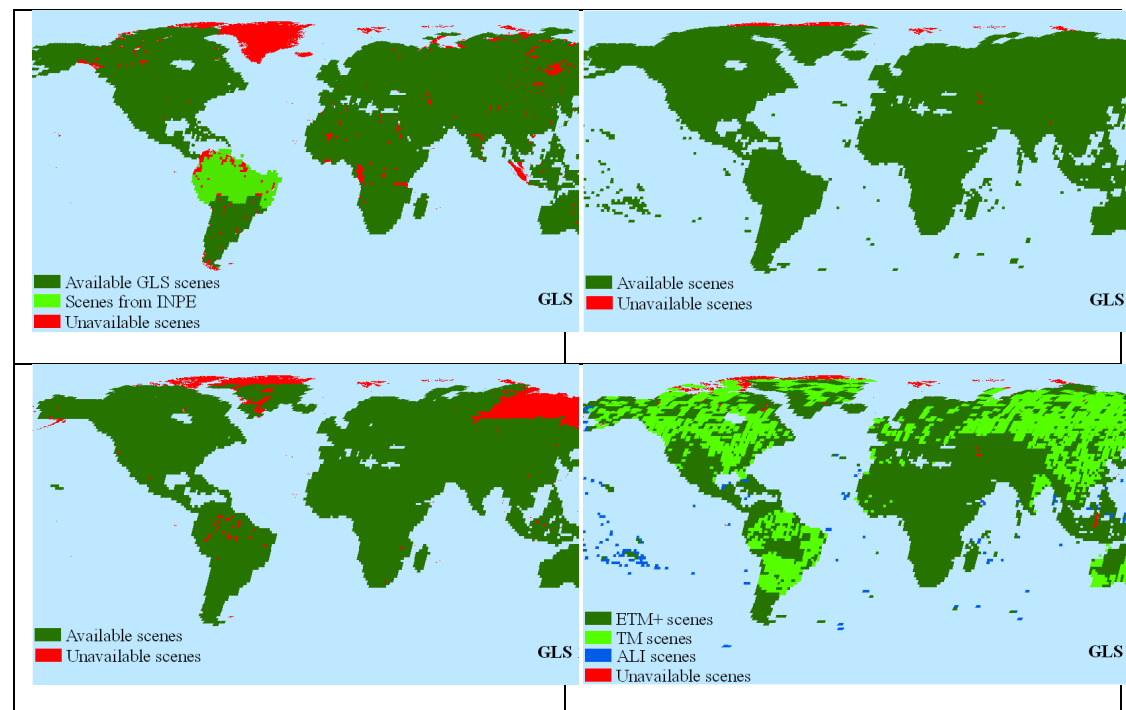 Available GLS scenes
Scenes from INPE
Unavailable scenes
GLS
Available scenes
Unavailable scenes
GLS
Available scenes
Unavailable scenes
GLS
ETM+ scenes
TM scenes
ALI scenes
Unavailable scenes
GLS